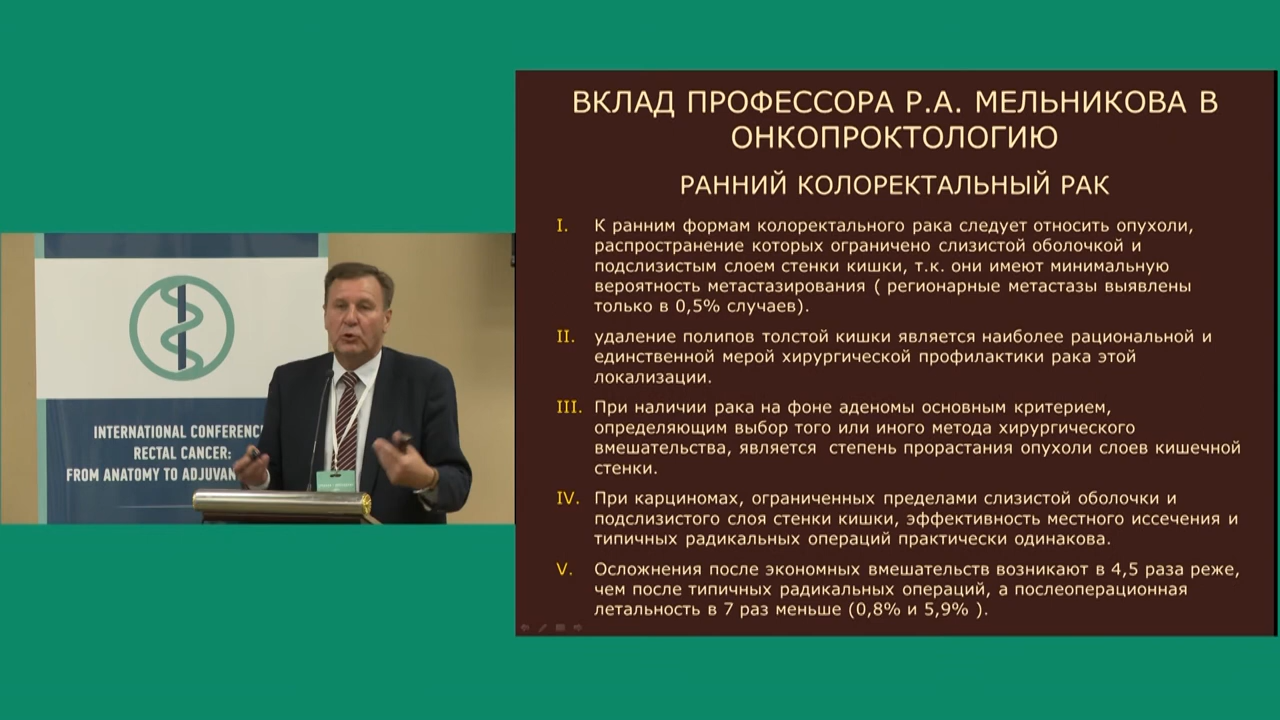 INTERNATIONAL CONFERENC
RECTAL CANCER:
FROM ANATOMY TO ADJUVAN
ВКЛАД ПРОФЕССОРА Р.А. МЕЛЬНИКОВА В
ОНКОПРОКТОЛОГИЮ
РАННИЙ КОЛОРЕКТАЛЬНЫЙ РАК
I. К ранним формам колоректального рака следует относить опухоли,
распространение которых ограничено слизистой оболочкой и
подслизистым слоем стенки кишки, т.к. они имеют минимальную
вероятность метастазирования ( регионарные метастазы выявлены
только в 0,5% случаев).
II. удаление полипов толстой кишки является наиболее рациональной и
единственной мерой хирургической профилактики рака этой
локализации.
III. При наличии рака на фоне аденомы основным критерием,
определяющим выбор того или иного метода хирургического
вмешательства, является степень прорастания опухоли слоев кишечной
стенки.
IV. При карциномах, ограниченных пределами слизистой оболочки и
подслизистого слоя стенки кишки, эффективность местного иссечения и
типичных радикальных операций практически одинакова.
V. Осложнения после экономных вмешательств возникают в 4,5 раза реже,
чем после типичных радикальных операций, а послеоперационная
летальность в 7 раз меньше (0,8% и 5,9% ).